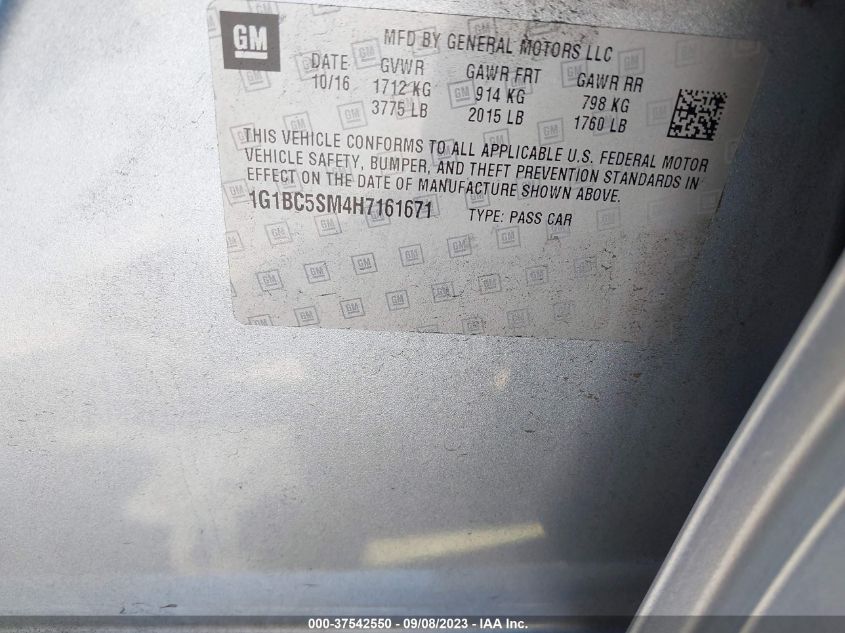 GM
MFD BY GENERAL MOTORS LLC
DATE GVWR GAWR FRT GAWR RR
10/16 1712 KG 914 KG 798 KG
3775 LB 2015 LB 1760 LB
THIS VEHICLE CONFORMS TO ALL APPLICABLE U.S. FEDERAL MOTOR
VEHICLE SAFETY, BUMPER, AND THEFT PREVENTION STANDARDS IN
EFFECT ON THE DATE OF MANUFACTURE SHOWN ABOVE.
1G1BC5SM4H7161671 TYPE: PASS CAR
000-37542550 - 09/08/2023 - IAA Inc.